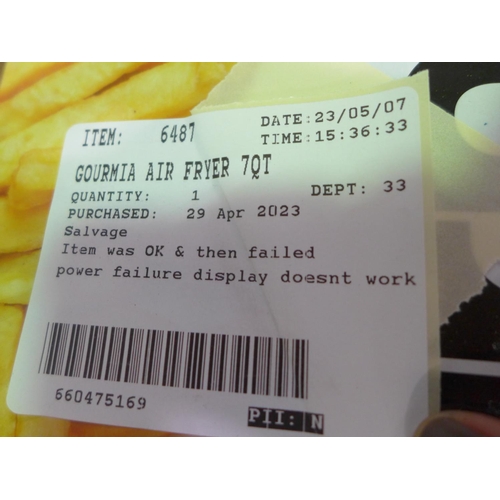 ITEM: 6487 DATE:23/05/07
TIME:15:36:33
GOURMIA AIR FRYER 7QT
QUANTITY: 1 DEPT: 33
PURCHASED: 29 Apr 2023
Salvage
Item was OK & then failed
power failure display doesnt work
660475169
PII: N